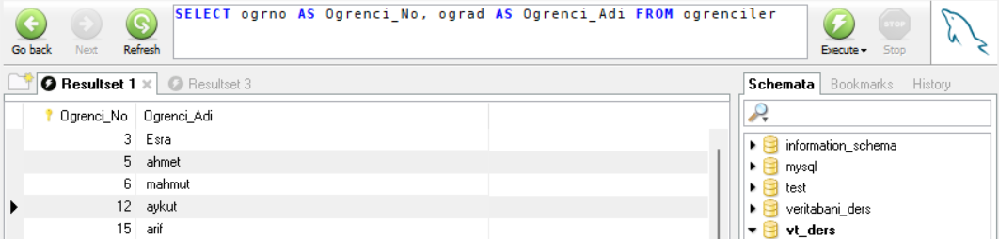 SELECT ogrno AS Ogrenci_No, ograd AS Ogrenci_Adi FROM ogrenciler
Go back Next Refresh Execute Stop
STOP
Resultset 1 Resultset 3
Schemata Bookmarks History
Ogrenci_No Ogrenci_Adi
3 Esra
5 ahmet
6 mahmut
12 aykut
15 arif
information_schema
mysql
test
veritabani_ders
vt_ders